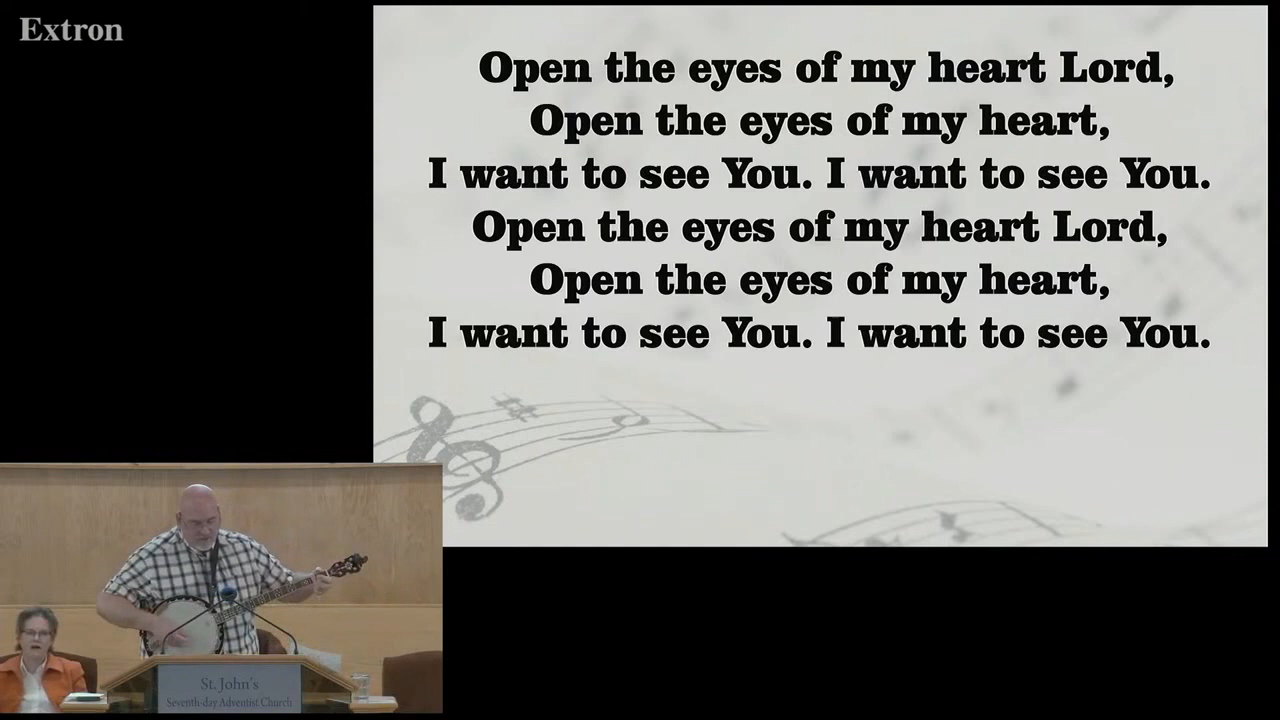 Extron
Open the eyes of my heart Lord,
Open the eyes of my heart,
I want to see You. I want to see You.
Open the eyes of my heart Lord,
Open the eyes of my heart,
I want to see You. I want to see You.
St. John's
Seventh-day Adventist Church